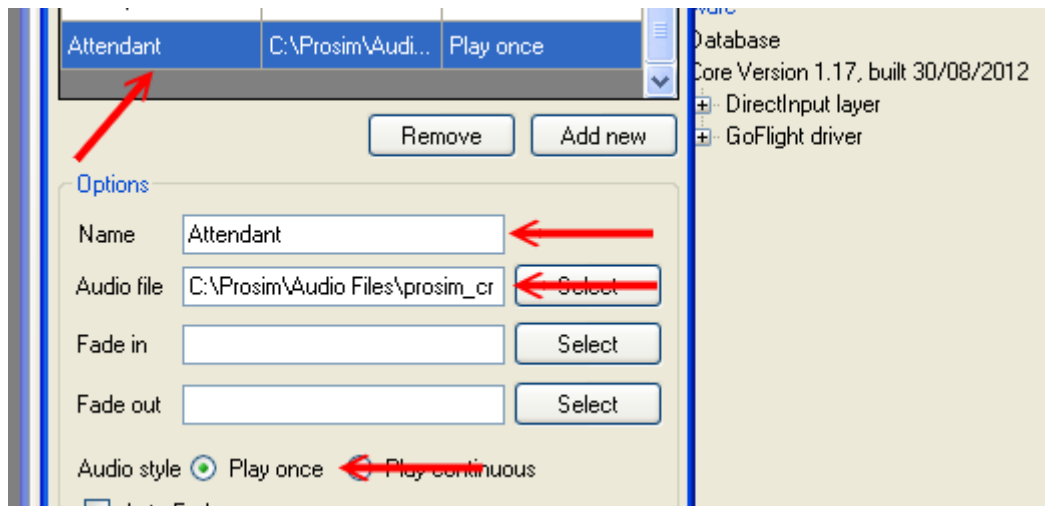 Attendant C:\Prosim\Audi... Play once
Database
Core Version 1.17, built 30/08/2012
DirectInput layer
GoFlight driver
Remove Add new
Options
Name Attendant
Audio file C:\Prosim\Audio Files\prosim_cr Select
Fade in Select
Fade out Select
Audio style Play once Play continuous